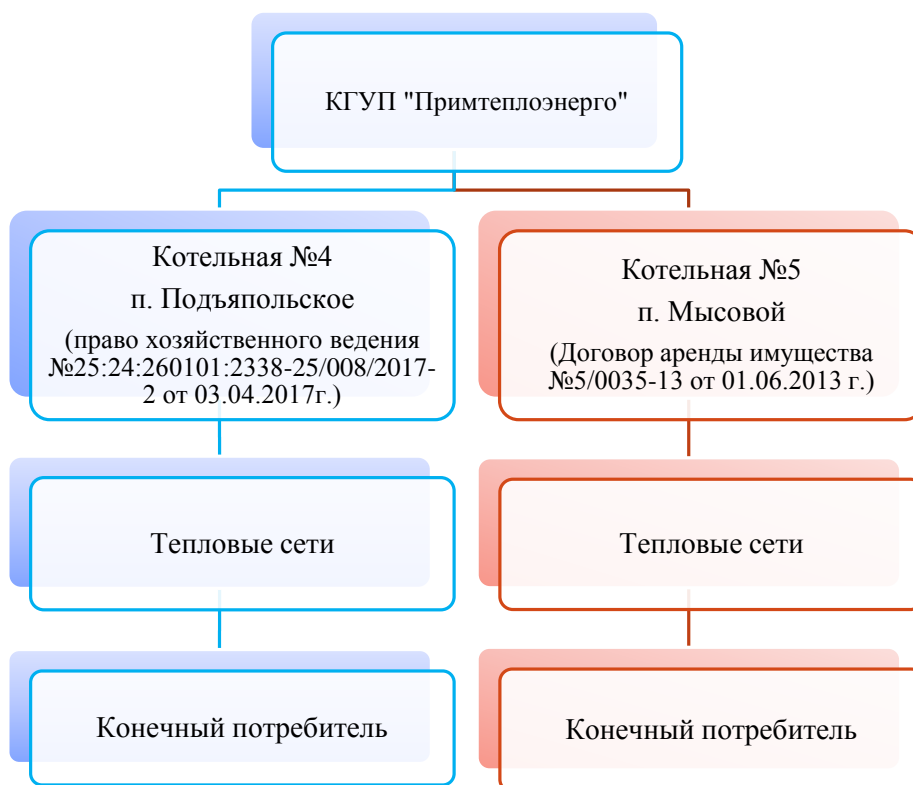 КГУП "Примтеплоэнерго"
Котельная №4
п. Подъяпольское
(право хозяйственного ведения
№25:24:260101:2338-25/008/2017-
2 от 03.04.2017г.)
Котельная №5
п. Мысовой
(Договор аренды имущества
№5/0035-13 от 01.06.2013 г.)
Тепловые сети
Тепловые сети
Конечный потребитель
Конечный потребитель